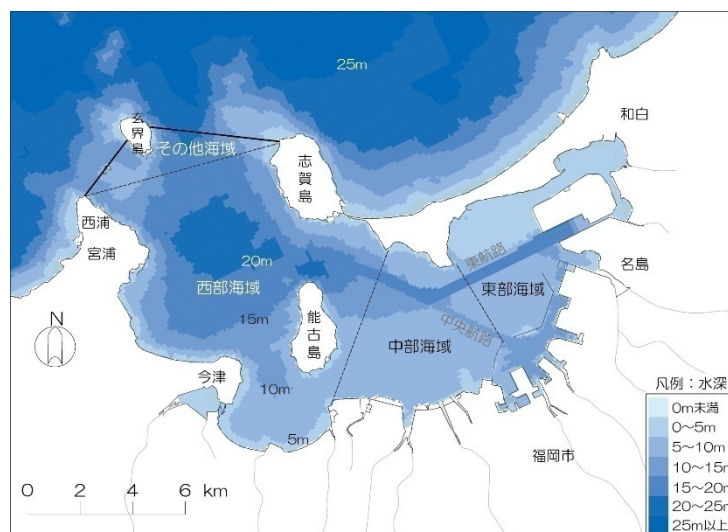 25m
和白
玄界島
その他海域
志賀島
西浦
宮浦
東航路
名島
20m
西部海域
東部海域
15m
能古島
中央航路
中部海域
N
今津
10m
5m
福岡市
0 2 4 6 km
凡例：水深
0m未満
0～5m
5～10m
10～15m
15～20m
20～25m
25m以上